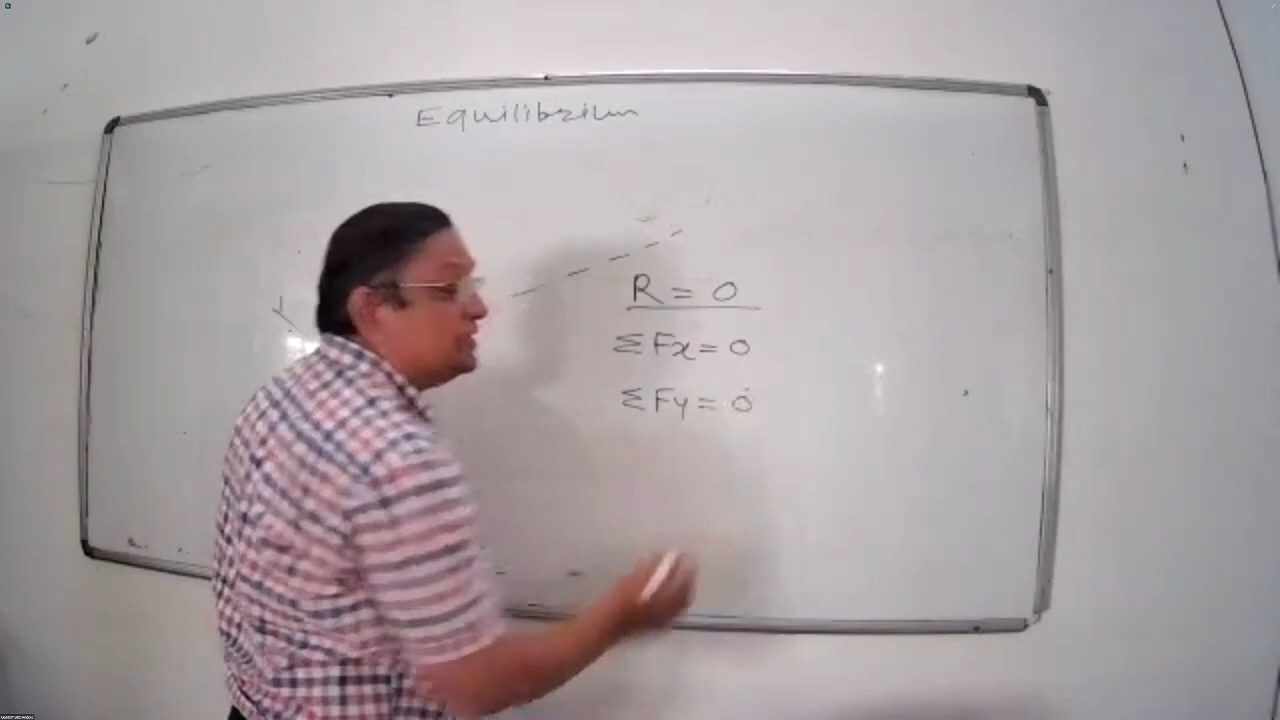 Equilibrium
R = 0
ΣFx = 0
ΣFy = 0